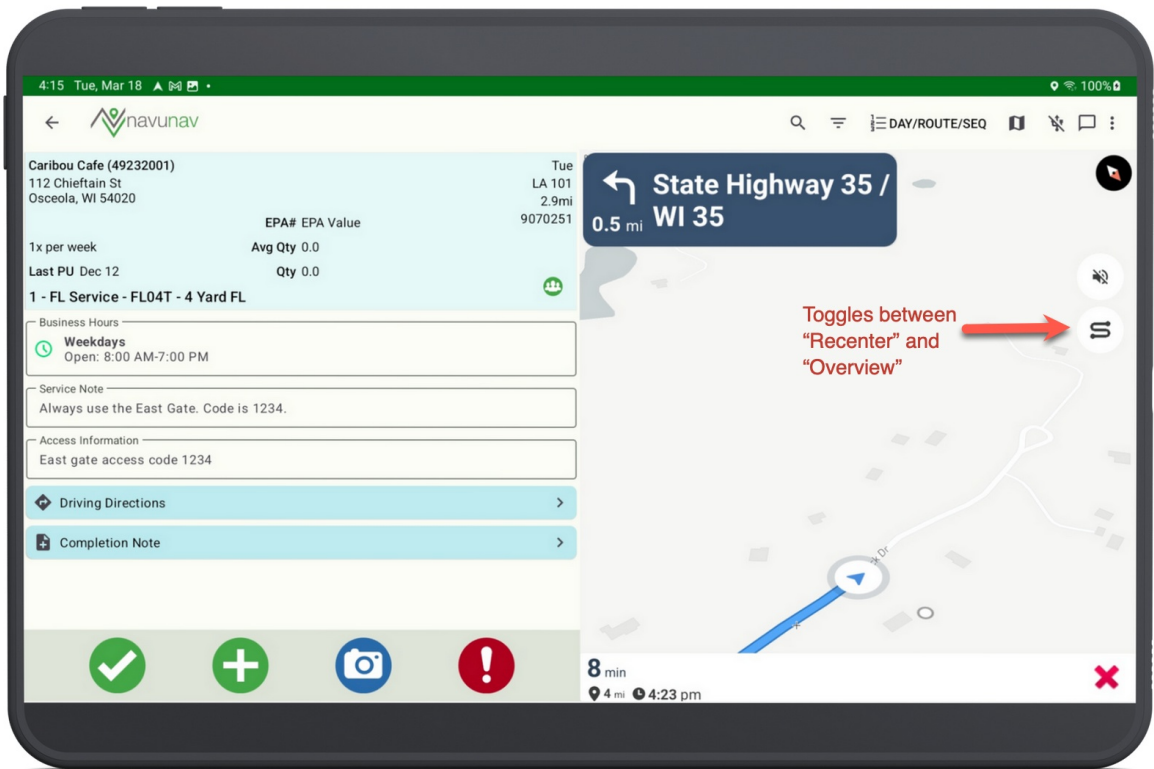 4:15 Tue, Mar 18
100%
navunav
DAY/ROUTE/SEQ
Caribou Cafe (49232001)
Tue
112 Chieftain St
LA 101
Osceola, WI 54020
2.9mi
EPA# EPA Value
9070251
1x per week
Avg Qty 0.0
Last PU Dec 12
Qty 0.0
1 - FL Service - FL04T - 4 Yard FL
Business Hours
Weekdays
Open: 8:00 AM-7:00 PM
Service Note
Always use the East Gate. Code is 1234.
Access Information
East gate access code 1234
Driving Directions
Completion Note
State Highway 35 /
0.5 mi WI 35
Toggles between
“Recenter” and
“Overview”
Dr
8 min
4 mi 4:23 pm